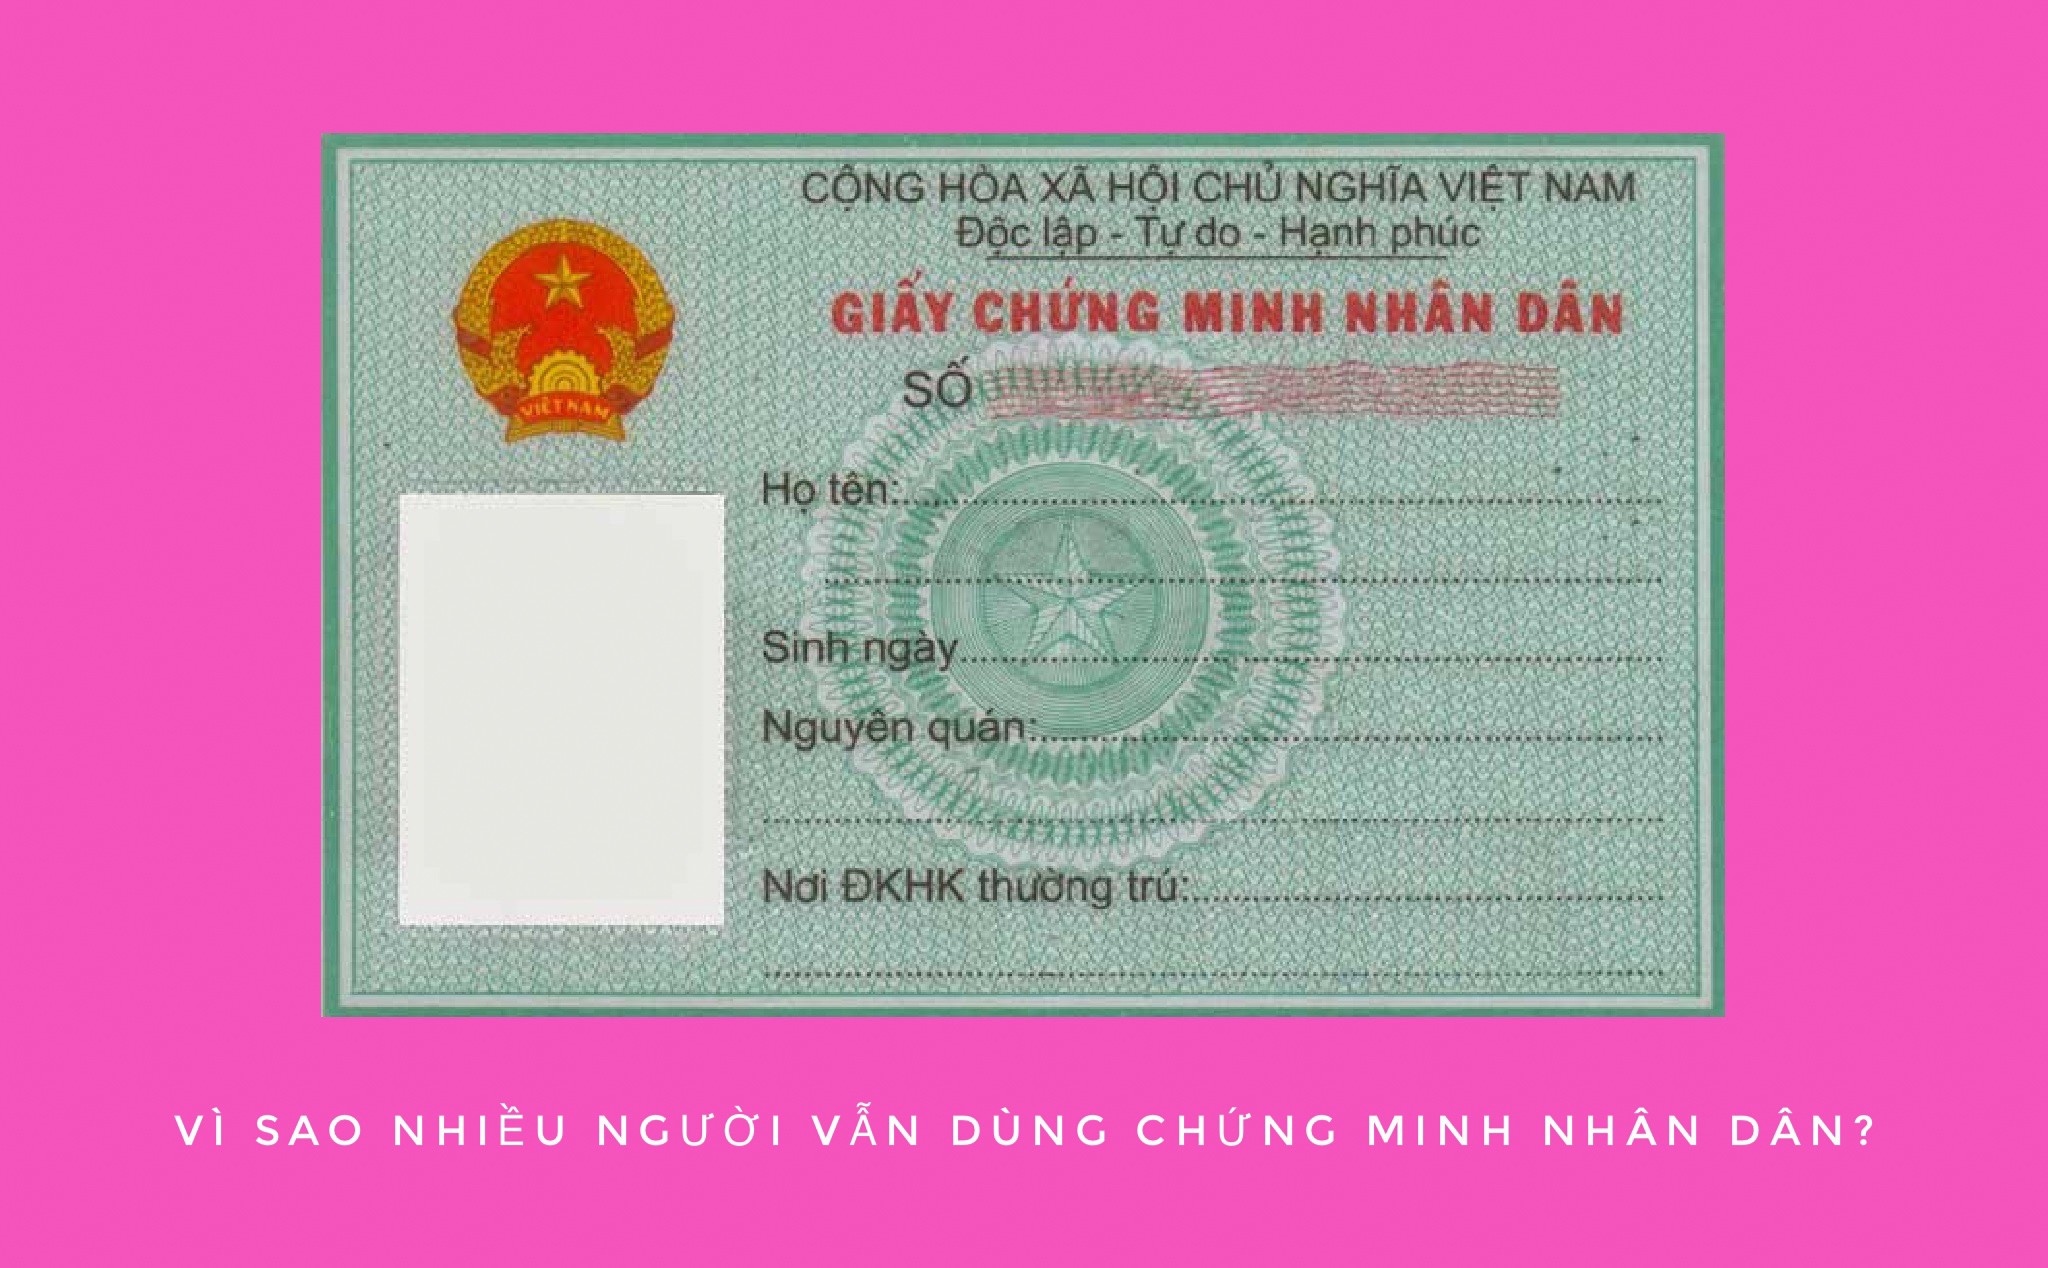 CỘNG HÒA XÃ HỘI CHỦ NGHĨA VIỆT NAM
Độc lập - Tự do - Hạnh phúc
GIẤY CHỨNG MINH NHÂN DÂN
SỐ
VIỆT NAM
Họ tên:
Sinh ngày
Nguyên quán:
Nơi ĐKHK thường trú:
VÌ SAO NHIỀU NGƯỜI VẪN DÙNG CHỨNG MINH NHÂN DÂN?